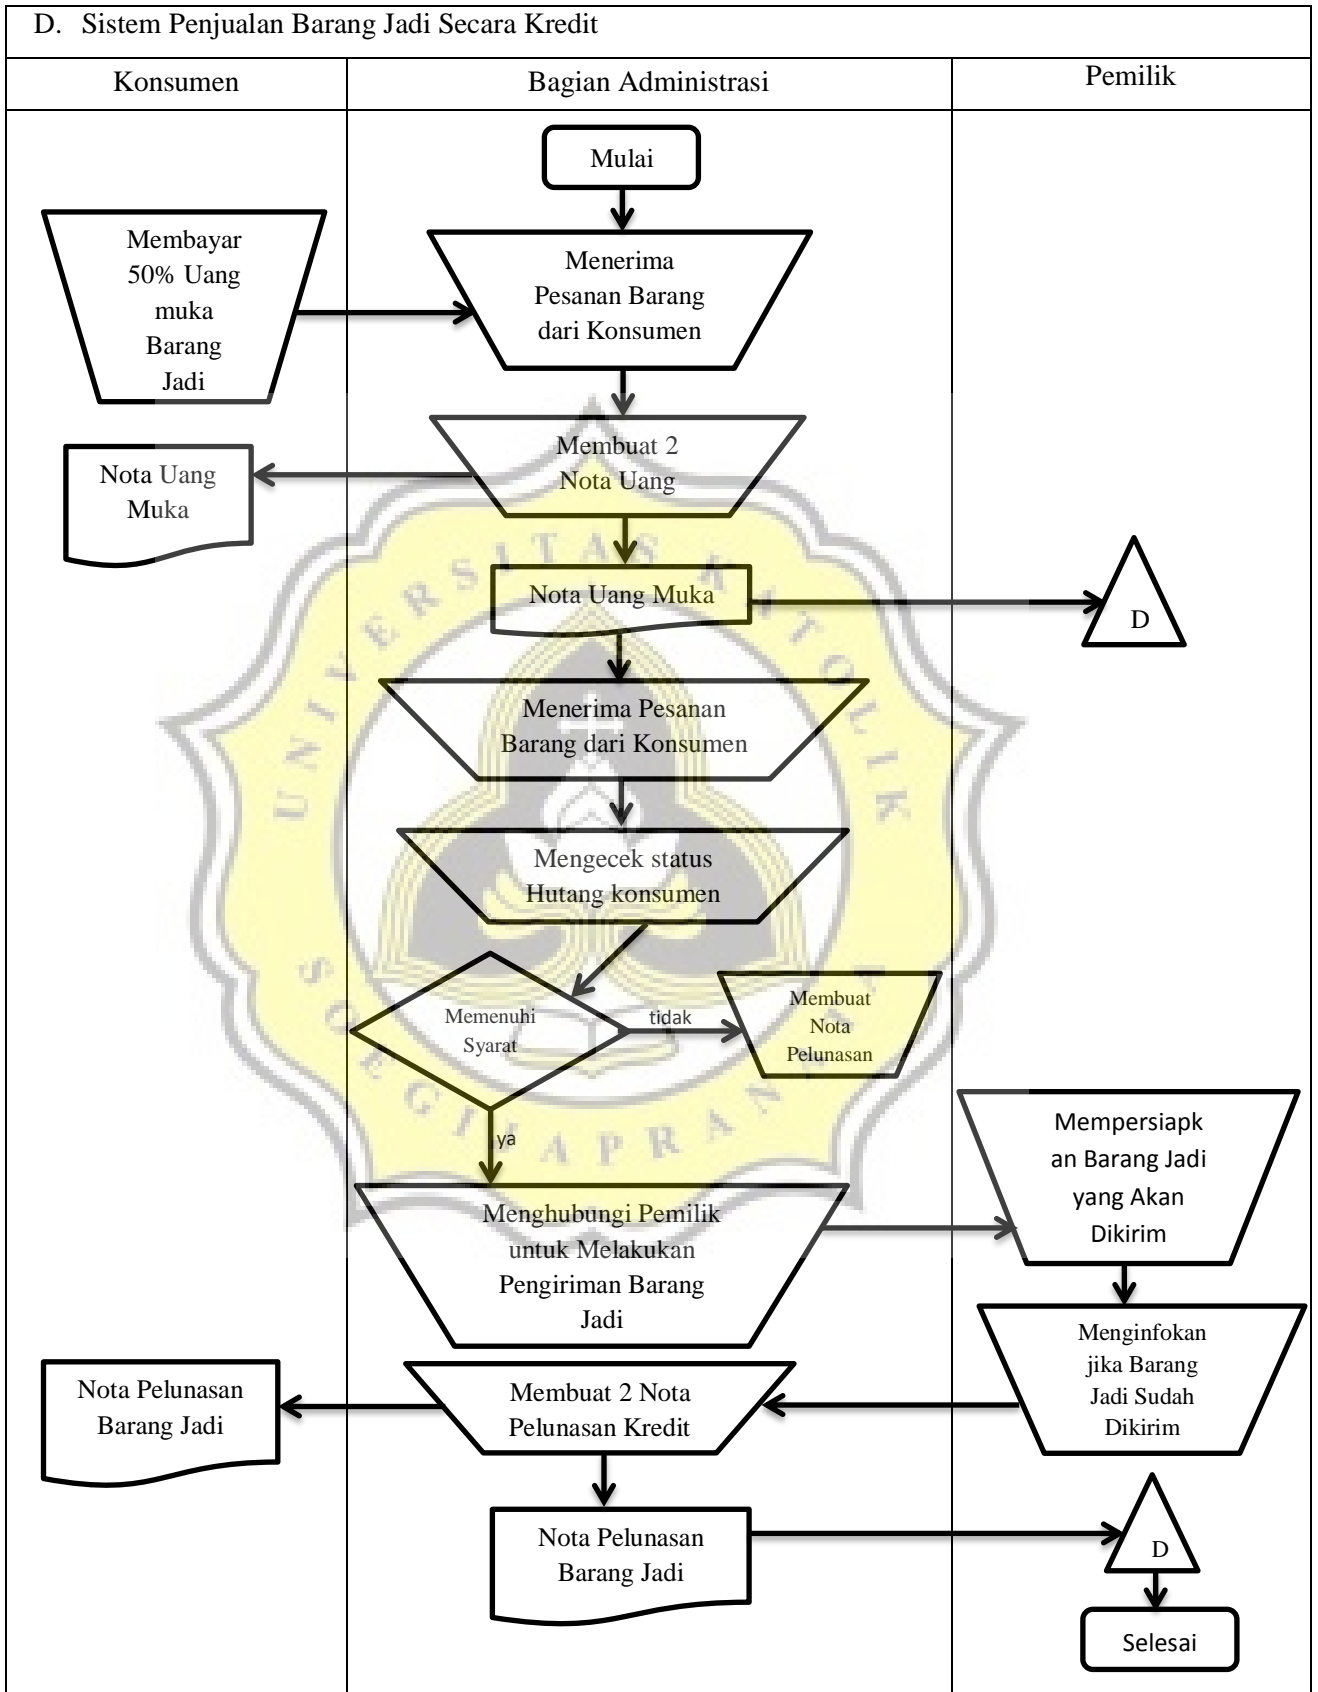 D. Sistem Penjualan Barang Jadi Secara Kredit
Konsumen
Bagian Administrasi
Pemilik
Mulai
Membayar
50% Uang
muka
Barang
Jadi
Menerima
Pesanan Barang
dari Konsumen
Membuat 2
Nota Uang
Nota Uang
Muka
Nota Uang Muka
D
Menerima Pesanan
Barang dari Konsumen
Mengecek status
Hutang konsumen
Memenuhi
Syarat
tidak
Membuat
Nota
Pelunasan
ya
Menghubungi Pemilik
untuk Melakukan
Pengiriman Barang
Jadi
Mempersiapk
an Barang Jadi
yang Akan
Dikirim
Menginfokan
jika Barang
Jadi Sudah
Dikirim
Membuat 2 Nota
Pelunasan Kredit
Nota Pelunasan
Barang Jadi
Nota Pelunasan
Barang Jadi
D
Selesai
UNIVERSITAS KATOLIK
SOEGIJAPRANATA